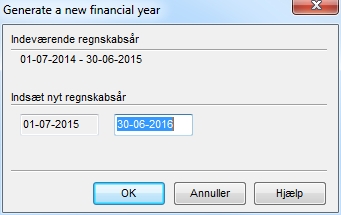 Generate a new financial year
Indeværende regnskabsår
01-07-2014 - 30-06-2015
Indsæt nyt regnskabsår
01-07-2015 30-06-2016
OK Annuller Hjælp